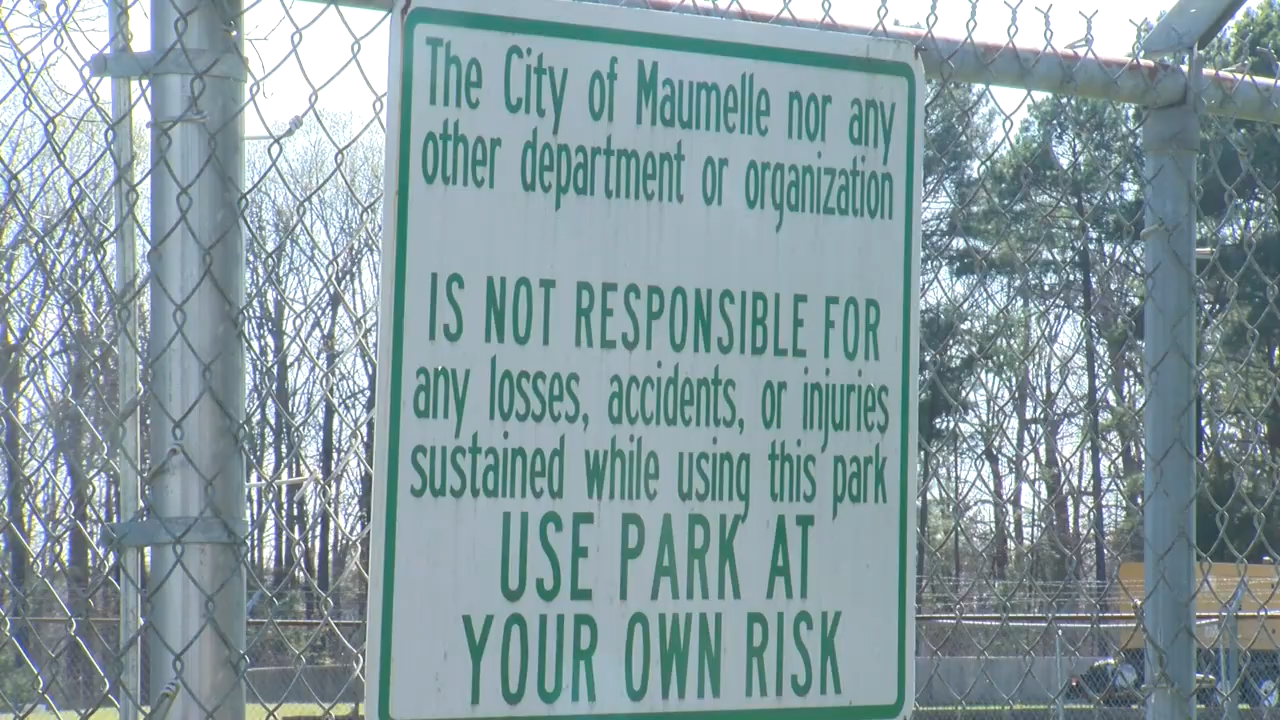 The City of Maumelle nor any
other department or organization
IS NOT RESPONSIBLE FOR
any losses, accidents, or injuries
sustained while using this park
USE PARK AT
YOUR OWN RISK